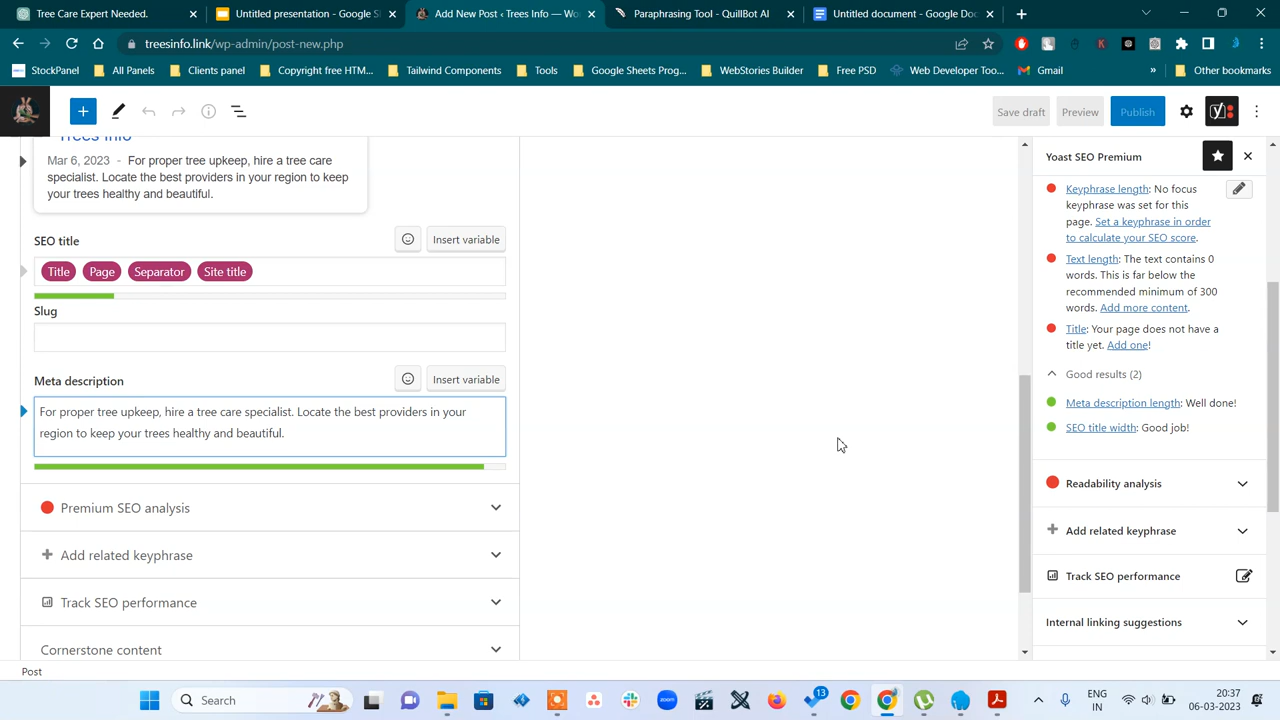 Tree Care Expert Needed.
Untitled presentation - Google S
Add New Post ‹ Trees Info — Wo
Paraphrasing Tool - QuillBot AI
Untitled document - Google Doc
treesinfo.link/wp-admin/post-new.php
StockPanel
All Panels
Clients panel
Copyright free HTM...
Tailwind Components
Tools
Google Sheets Prog...
WebStories Builder
Free PSD
Web Developer Too...
Gmail
»
Other bookmarks
Save draft
Preview
Publish
Trees Info
Mar 6, 2023 - For proper tree upkeep, hire a tree care
specialist. Locate the best providers in your region to keep
your trees healthy and beautiful.
SEO title
Insert variable
Title
Page
Separator
Site title
Slug
Meta description
Insert variable
For proper tree upkeep, hire a tree care specialist. Locate the best providers in your
region to keep your trees healthy and beautiful.
Premium SEO analysis
Add related keyphrase
Track SEO performance
Cornerstone content
Post
Yoast SEO Premium
Keyphrase length: No focus
keyphrase was set for this
page. Set a keyphrase in order
to calculate your SEO score.
Text length: The text contains 0
words. This is far below the
recommended minimum of 300
words. Add more content.
Title: Your page does not have a
title yet. Add one!
Good results (2)
Meta description length: Well done!
SEO title width: Good job!
Readability analysis
Add related keyphrase
Track SEO performance
Internal linking suggestions
Search
13
ENG
IN
20:37
06-03-2023